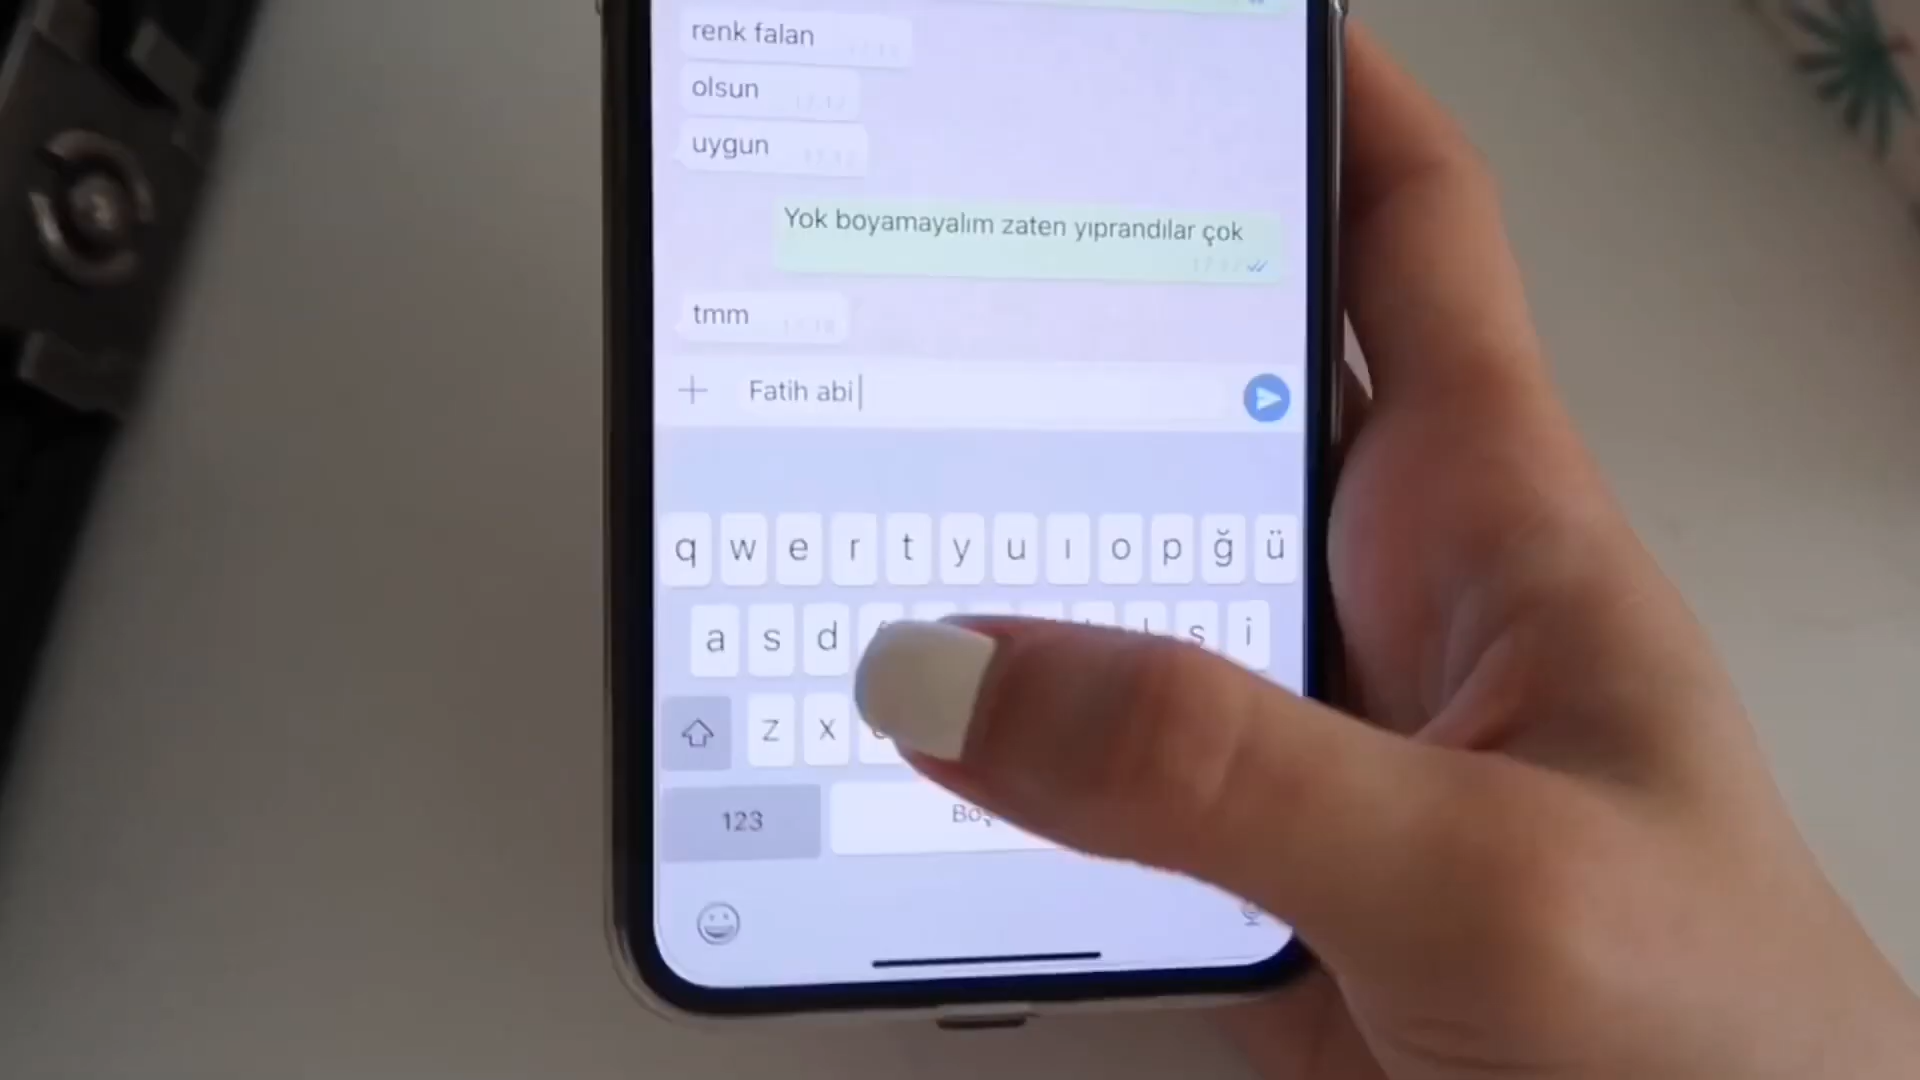 renk falan
olsun
uygun
Yok boyamayalım zaten yıprandılar çok
tmm
Fatih abi
q w e r t y u ı o p ğ ü
a s d ş i
z x
123